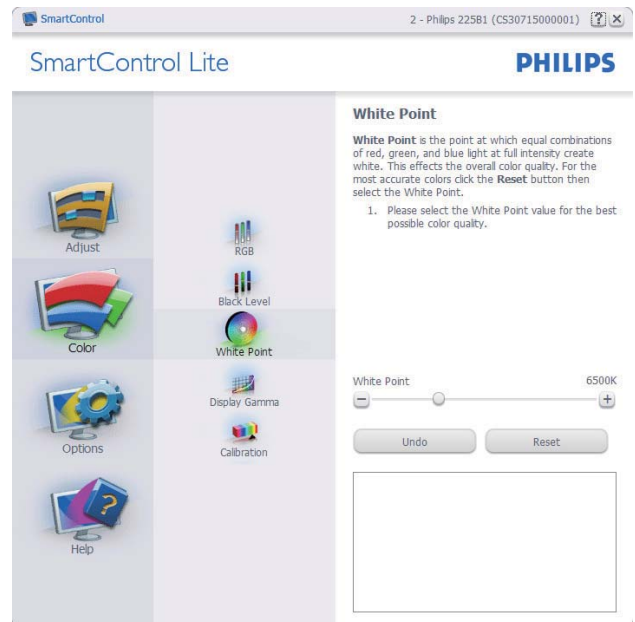 SmartControl
2 - Philips 225B1 (CS30715000001)
?
SmartControl Lite
PHILIPS
Adjust
Color
Options
Help
RGB
Black Level
White Point
Display Gamma
Calibration
White Point
White Point is the point at which equal combinations
of red, green, and blue light at full intensity create
white. This effects the overall color quality. For the
most accurate colors click the Reset button then
select the White Point.
1. Please select the White Point value for the best
possible color quality.
White Point
6500K
Undo
Reset